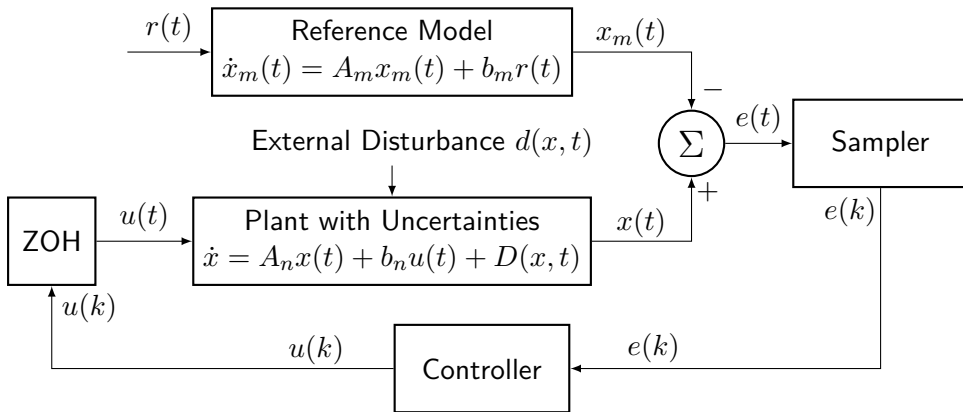 r(t)
Reference Model
ẋ_m(t) = A_m x_m(t) + b_m r(t)
x_m(t)
−
External Disturbance d(x, t)
Σ
e(t)
Sampler
+
ZOH
u(t)
Plant with Uncertainties
ẋ = A_n x(t) + b_n u(t) + D(x, t)
x(t)
e(k)
u(k)
u(k)
Controller
e(k)